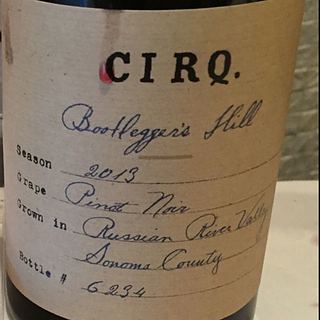 CIRQ.
Bootlegger's Hill
Season 2013
Grape Pinot Noir
Grown in Russian River Valley
Sonoma County
Bottle # 6234